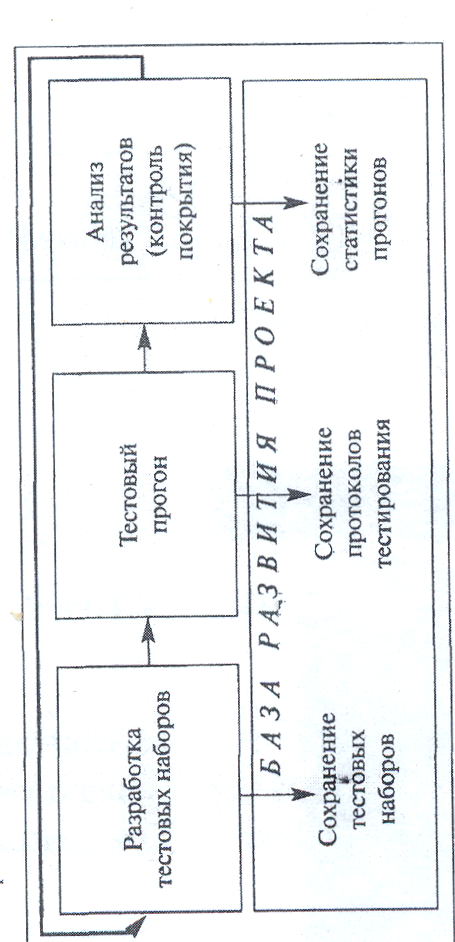 Разработка
тестовых наборов
Тестовый
прогон
Анализ
результатов
(контроль
покрытия)
БАЗА РАЗВИТИЯ ПРОЕКТА
Сохранение
тестовых
наборов
Сохранение
протоколов
тестирования
Сохранение
статистики
прогонов